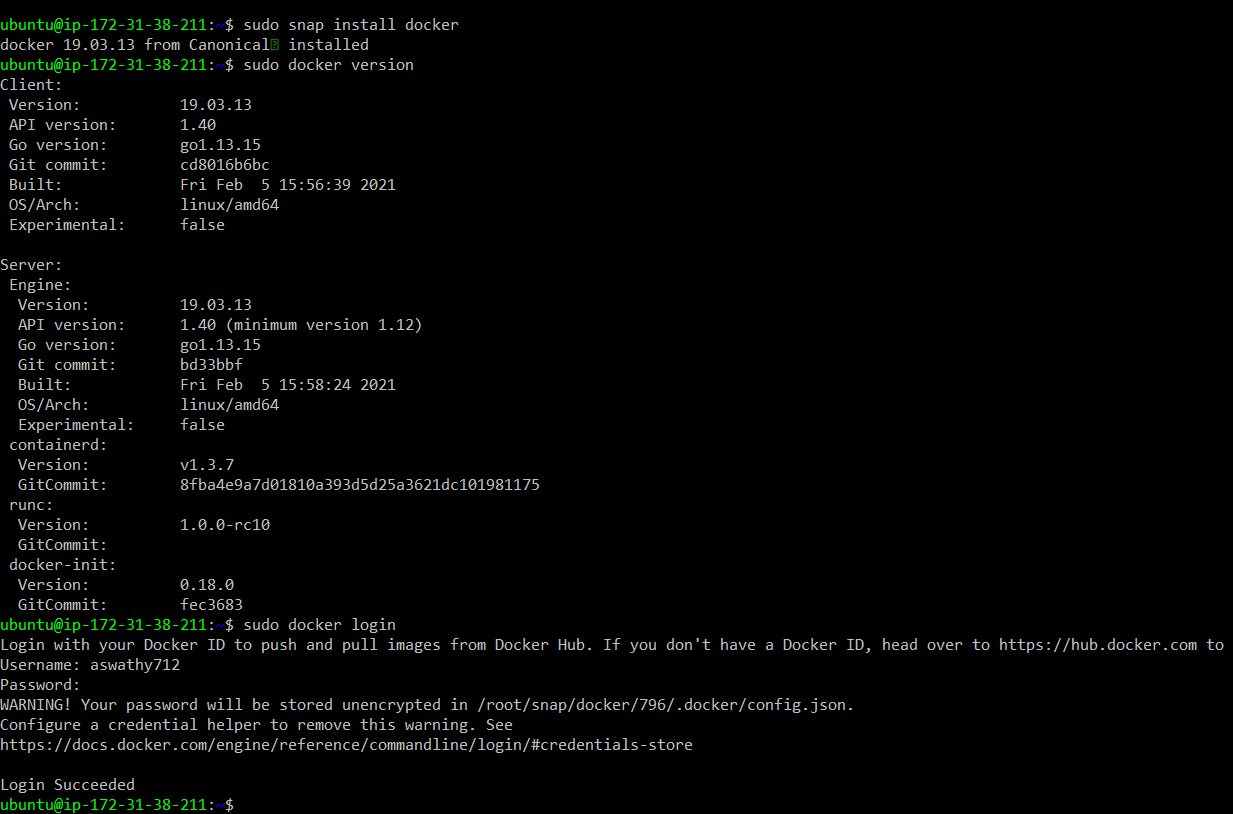 ubuntu@ip-172-31-38-211:~$ sudo snap install docker
docker 19.03.13 from Canonical installed
ubuntu@ip-172-31-38-211:~$ sudo docker version
Client:
 Version:           19.03.13
 API version:       1.40
 Go version:        go1.13.15
 Git commit:        cd8016b6bc
 Built:             Fri Feb  5 15:56:39 2021
 OS/Arch:           linux/amd64
 Experimental:      false

Server:
 Engine:
  Version:          19.03.13
  API version:      1.40 (minimum version 1.12)
  Go version:       go1.13.15
  Git commit:       bd33bbf
  Built:            Fri Feb  5 15:58:24 2021
  OS/Arch:          linux/amd64
  Experimental:     false
 containerd:
  Version:          v1.3.7
  GitCommit:        8fba4e9a7d01810a393d5d25a3621dc101981175
 runc:
  Version:          1.0.0-rc10
  GitCommit:
 docker-init:
  Version:          0.18.0
  GitCommit:        fec3683
ubuntu@ip-172-31-38-211:~$ sudo docker login
Login with your Docker ID to push and pull images from Docker Hub. If you don't have a Docker ID, head over to https://hub.docker.com to
Username: aswathy712
Password:
WARNING! Your password will be stored unencrypted in /root/snap/docker/796/.docker/config.json.
Configure a credential helper to remove this warning. See
https://docs.docker.com/engine/reference/commandline/login/#credentials-store

Login Succeeded
ubuntu@ip-172-31-38-211:~$